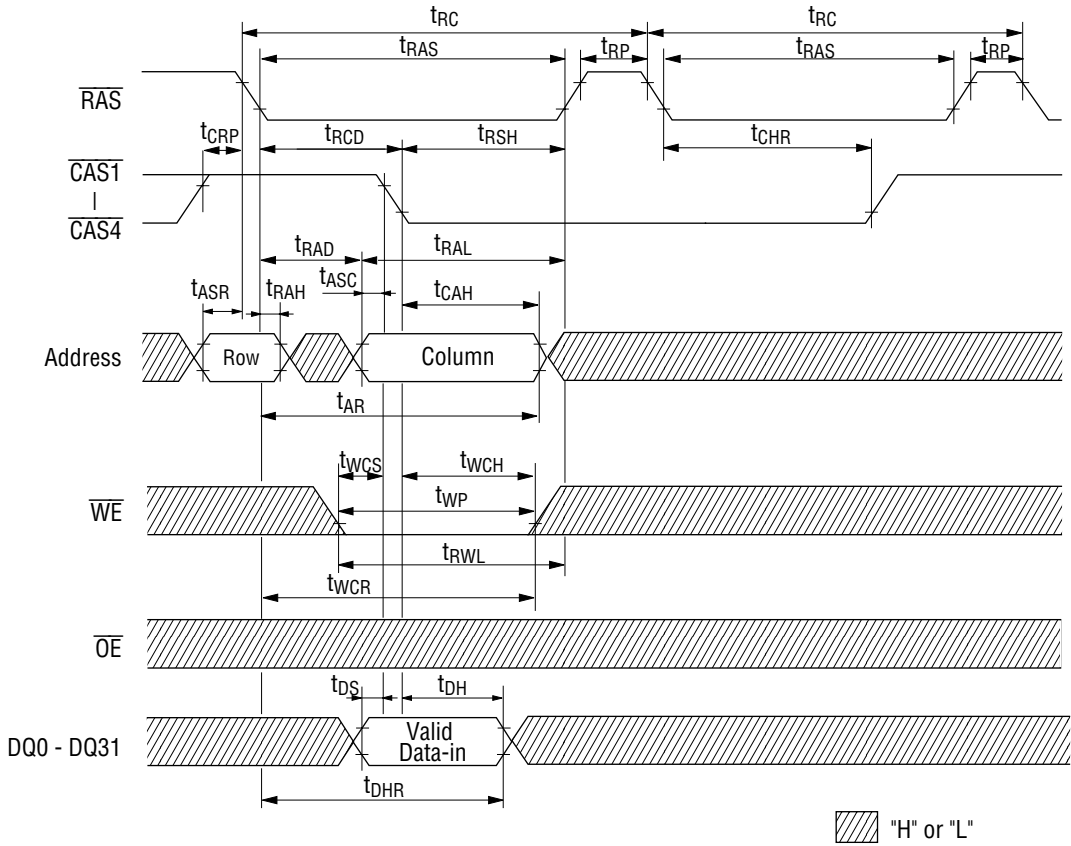 tRC tRC
tRAS tRP tRAS tRP
RAS
tCRP tRCD tRSH tCHR
CAS1
|
CAS4
tRAD tRAL
tASR tRAH tASC tCAH
Address Row Column
tAR
tWCS tWCH
WE tWP
tRWL
tWCR
OE
tDS tDH
DQ0 - DQ31 Valid
Data-in
tDHR
"H" or "L"